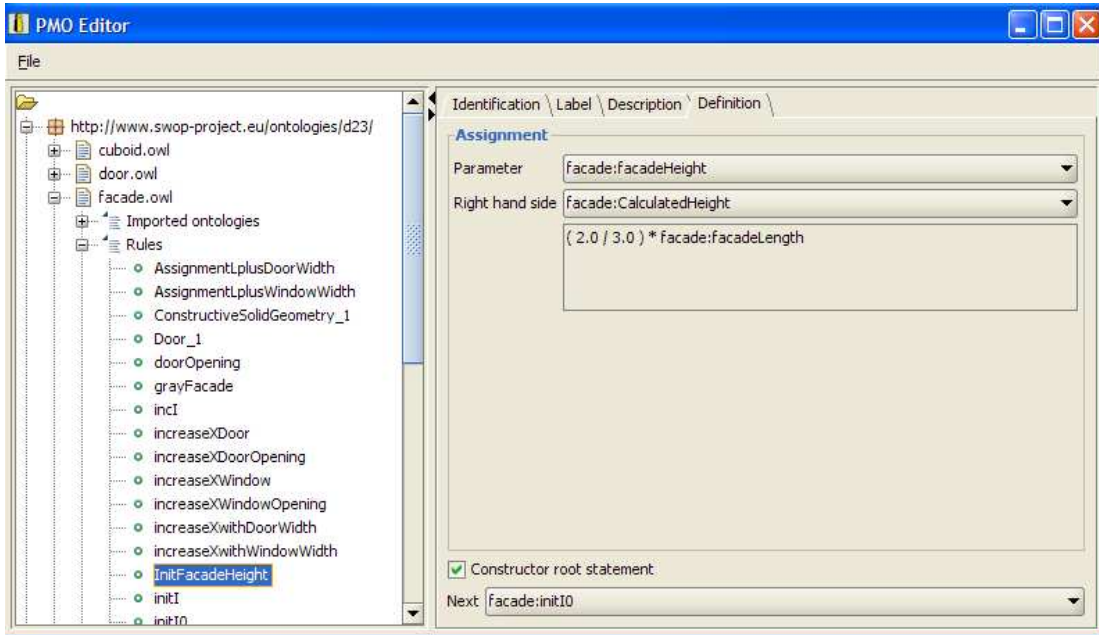 PMO Editor
File
http://www.swop-project.eu/ontologies/d23/
cuboid.owl
door.owl
facade.owl
Imported ontologies
Rules
AssignmentLplusDoorWidth
AssignmentLplusWindowWidth
ConstructiveSolidGeometry_1
Door_1
doorOpening
grayFacade
incI
increaseXDoor
increaseXDoorOpening
increaseXWindow
increaseXWindowOpening
increaseXwithDoorWidth
increaseXwithWindowWidth
InitFacadeHeight
initI
initI0
Identification \ Label \ Description \ Definition \
Assignment
Parameter facade:facadeHeight
Right hand side facade:CalculatedHeight
( 2.0 / 3.0 ) * facade:facadeLength
Constructor root statement
Next facade:initI0